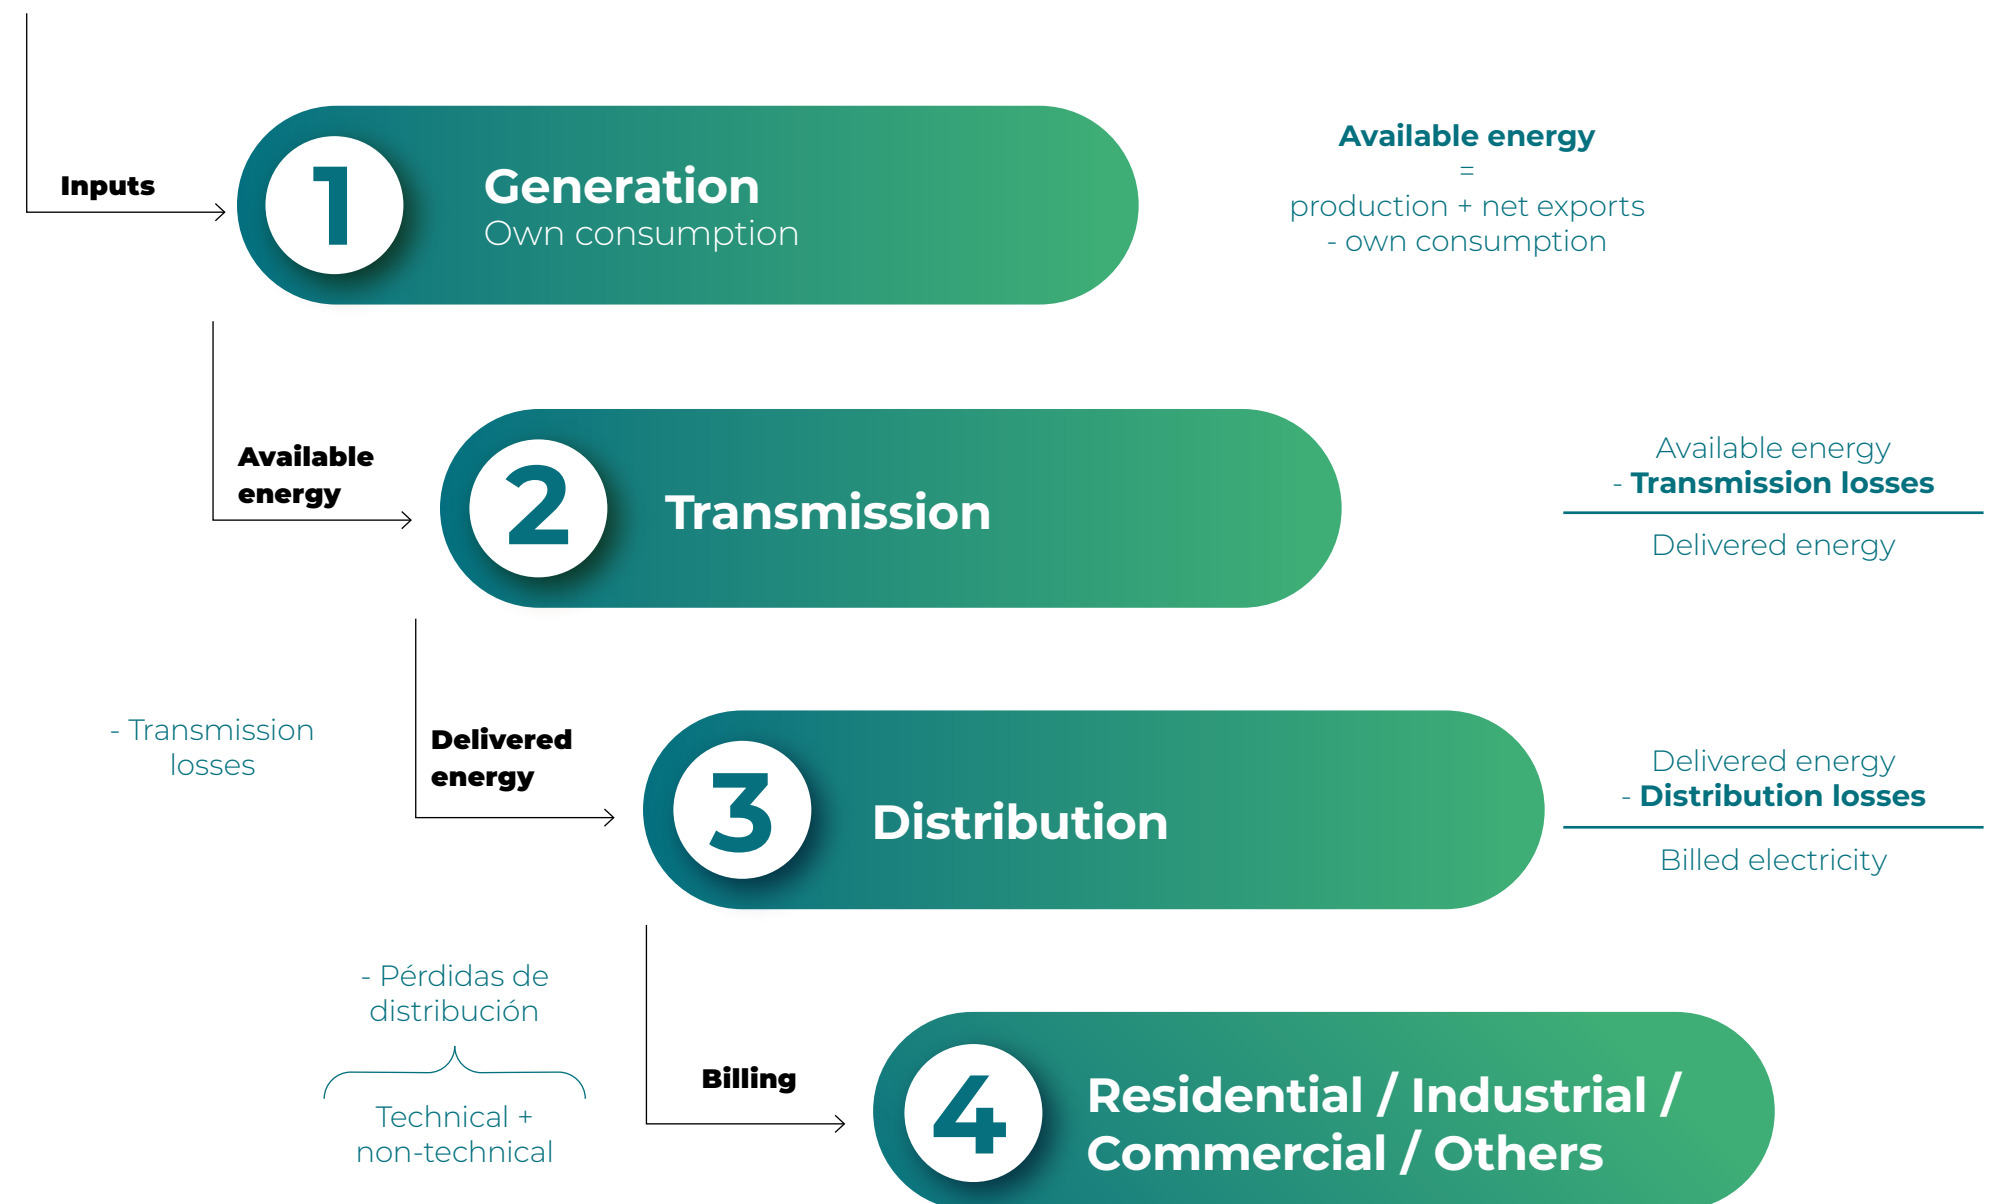 Inputs
1
Generation
Own consumption
Available energy
=
production + net exports
- own consumption
Available
energy
2
Transmission
Available energy
- Transmission losses
Delivered energy
- Transmission
losses
Delivered
energy
3
Distribution
Delivered energy
- Distribution losses
Billed electricity
- Pérdidas de
distribución
Technical +
non-technical
Billing
4
Residential / Industrial /
Commercial / Others